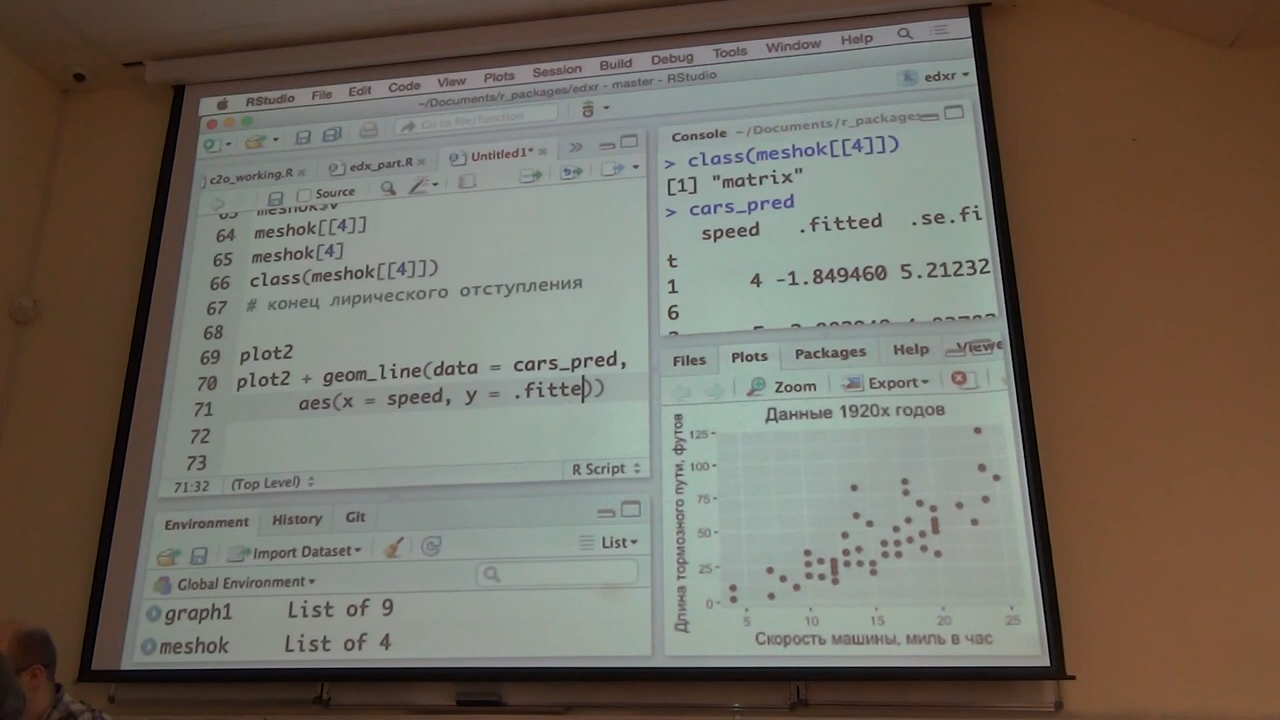 RStudio File Edit Code View Plots Session Build Debug Tools Window Help
~/Documents/r_packages/edxr - master - RStudio
Go to file/function
edxr
c2o_working.R
edx_part.R
Untitled1*
Source
64 meshok[[4]]
65 meshok[4]
66 class(meshok[[4]])
67 # конец лирического отступления
68
69 plot2
70 plot2 + geom_line(data = cars_pred,
71 aes(x = speed, y = .fitte))
72
73
71:32 (Top Level) R Script
Console ~/Documents/r_package
> class(meshok[[4]])
[1] "matrix"
> cars_pred
speed .fitted .se.fi
t
1 4 -1.849460 5.21232
6
Environment History Git
Import Dataset List
Global Environment
graph1 List of 9
meshok List of 4
Files Plots Packages Help Viewe
Zoom Export
Данные 1920х годов
Длина тормозного пути, футов
125
100
75
50
25
0
5 10 15 20 25
Скорость машины, миль в час